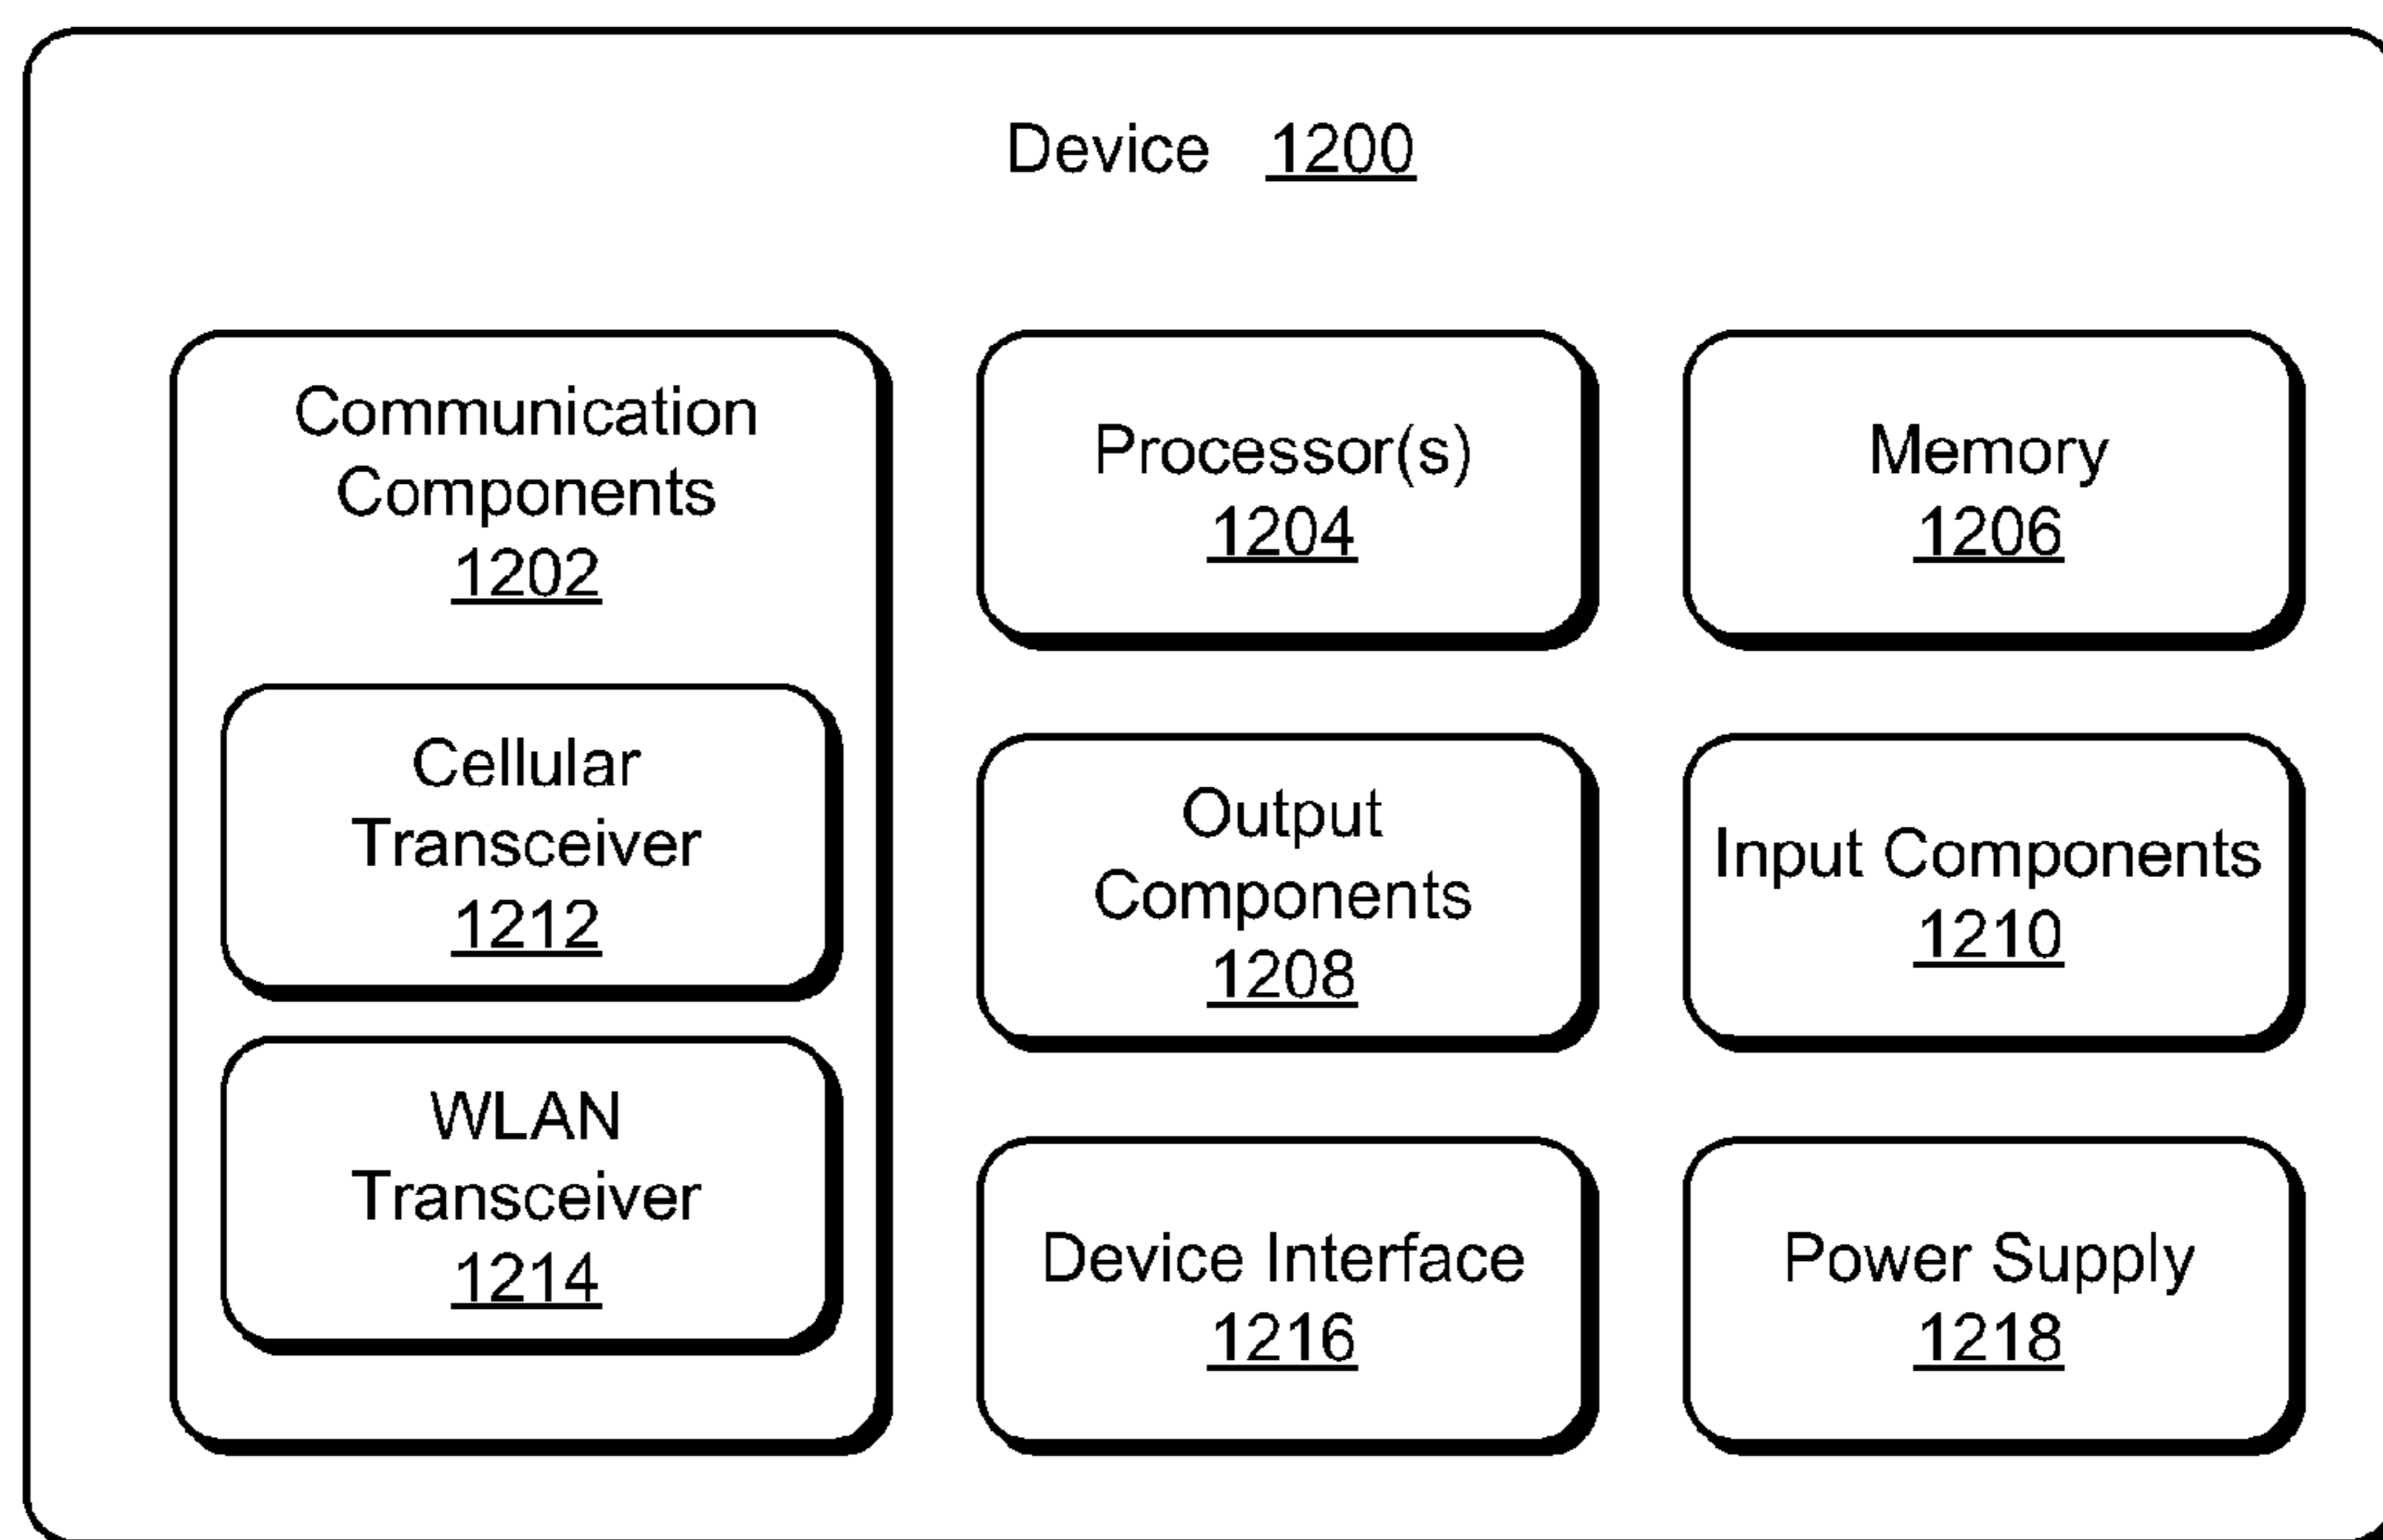 Device 1200
Communication
Components
1202
Cellular
Transceiver
1212
WLAN
Transceiver
1214
Processor(s)
1204
Memory
1206
Output
Components
1208
Input Components
1210
Device Interface
1216
Power Supply
1218